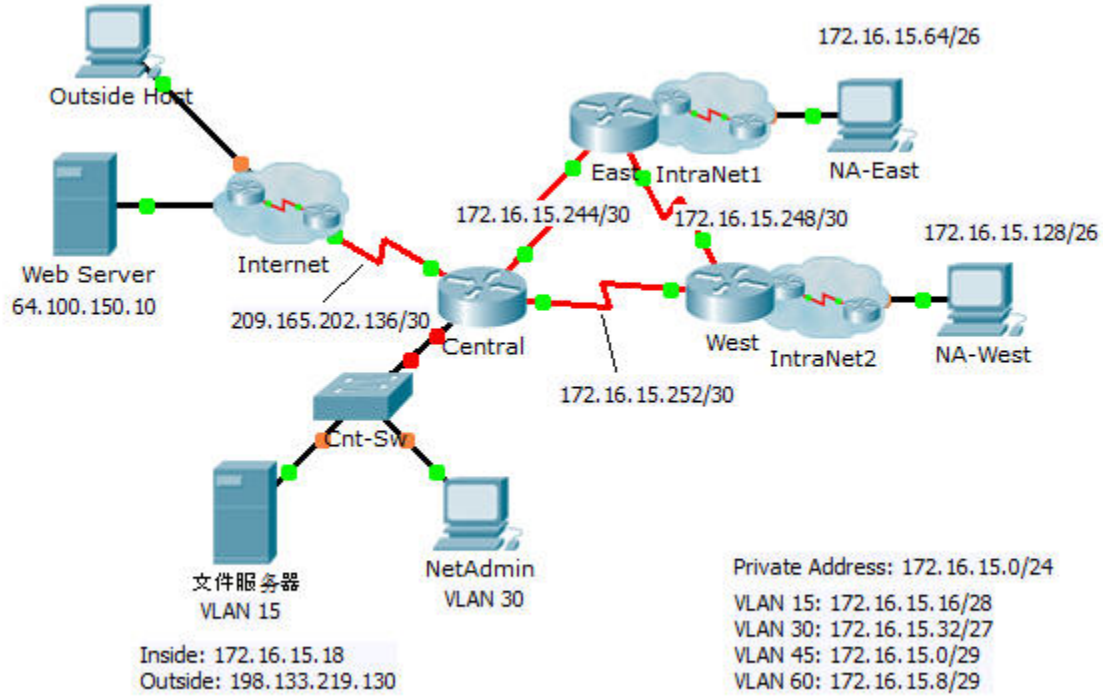 172.16.15.64/26
Outside Host
East
IntraNet1
NA-East
172.16.15.244/30
172.16.15.248/30
172.16.15.128/26
Web Server
64.100.150.10
Internet
209.165.202.136/30
Central
West
IntraNet2
NA-West
172.16.15.252/30
Cnt-Sw
文件服务器
VLAN 15
NetAdmin
VLAN 30
Inside: 172.16.15.18
Outside: 198.133.219.130
Private Address: 172.16.15.0/24
VLAN 15: 172.16.15.16/28
VLAN 30: 172.16.15.32/27
VLAN 45: 172.16.15.0/29
VLAN 60: 172.16.15.8/29